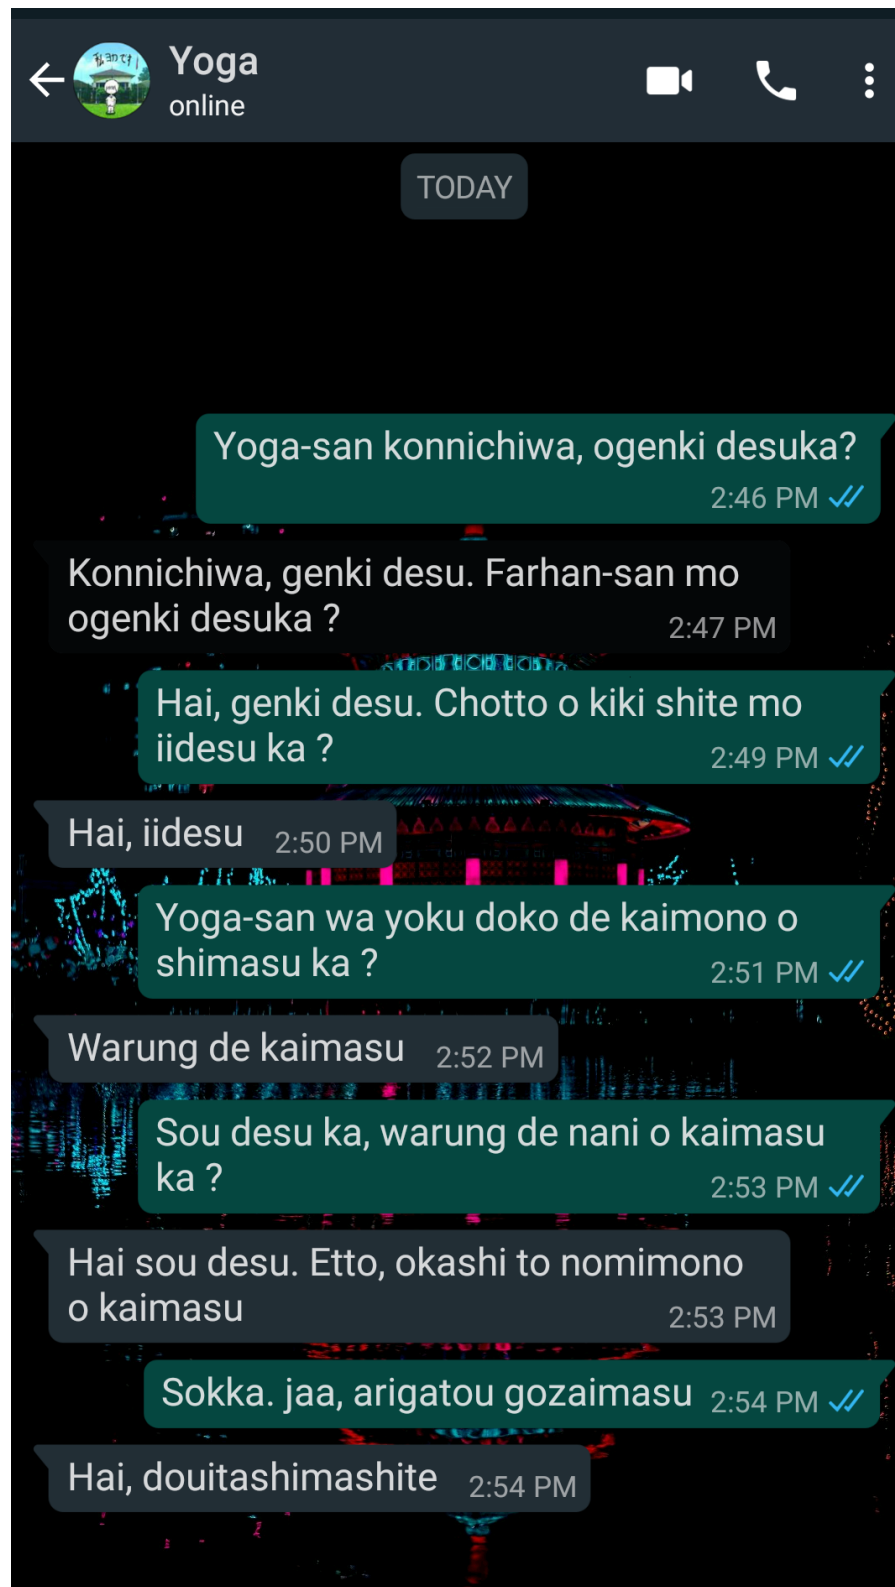 Yoga
online
TODAY
Yoga-san konnichiwa, ogenki desuka?
2:46 PM
Konnichiwa, genki desu. Farhan-san mo
ogenki desuka ?
2:47 PM
Hai, genki desu. Chotto o kiki shite mo
iidesu ka ?
2:49 PM
Hai, iidesu 2:50 PM
Yoga-san wa yoku doko de kaimono o
shimasu ka ?
2:51 PM
Warung de kaimasu 2:52 PM
Sou desu ka, warung de nani o kaimasu
ka ?
2:53 PM
Hai sou desu. Etto, okashi to nomimono
o kaimasu
2:53 PM
Sokka. jaa, arigatou gozaimasu 2:54 PM
Hai, douitashimashite 2:54 PM